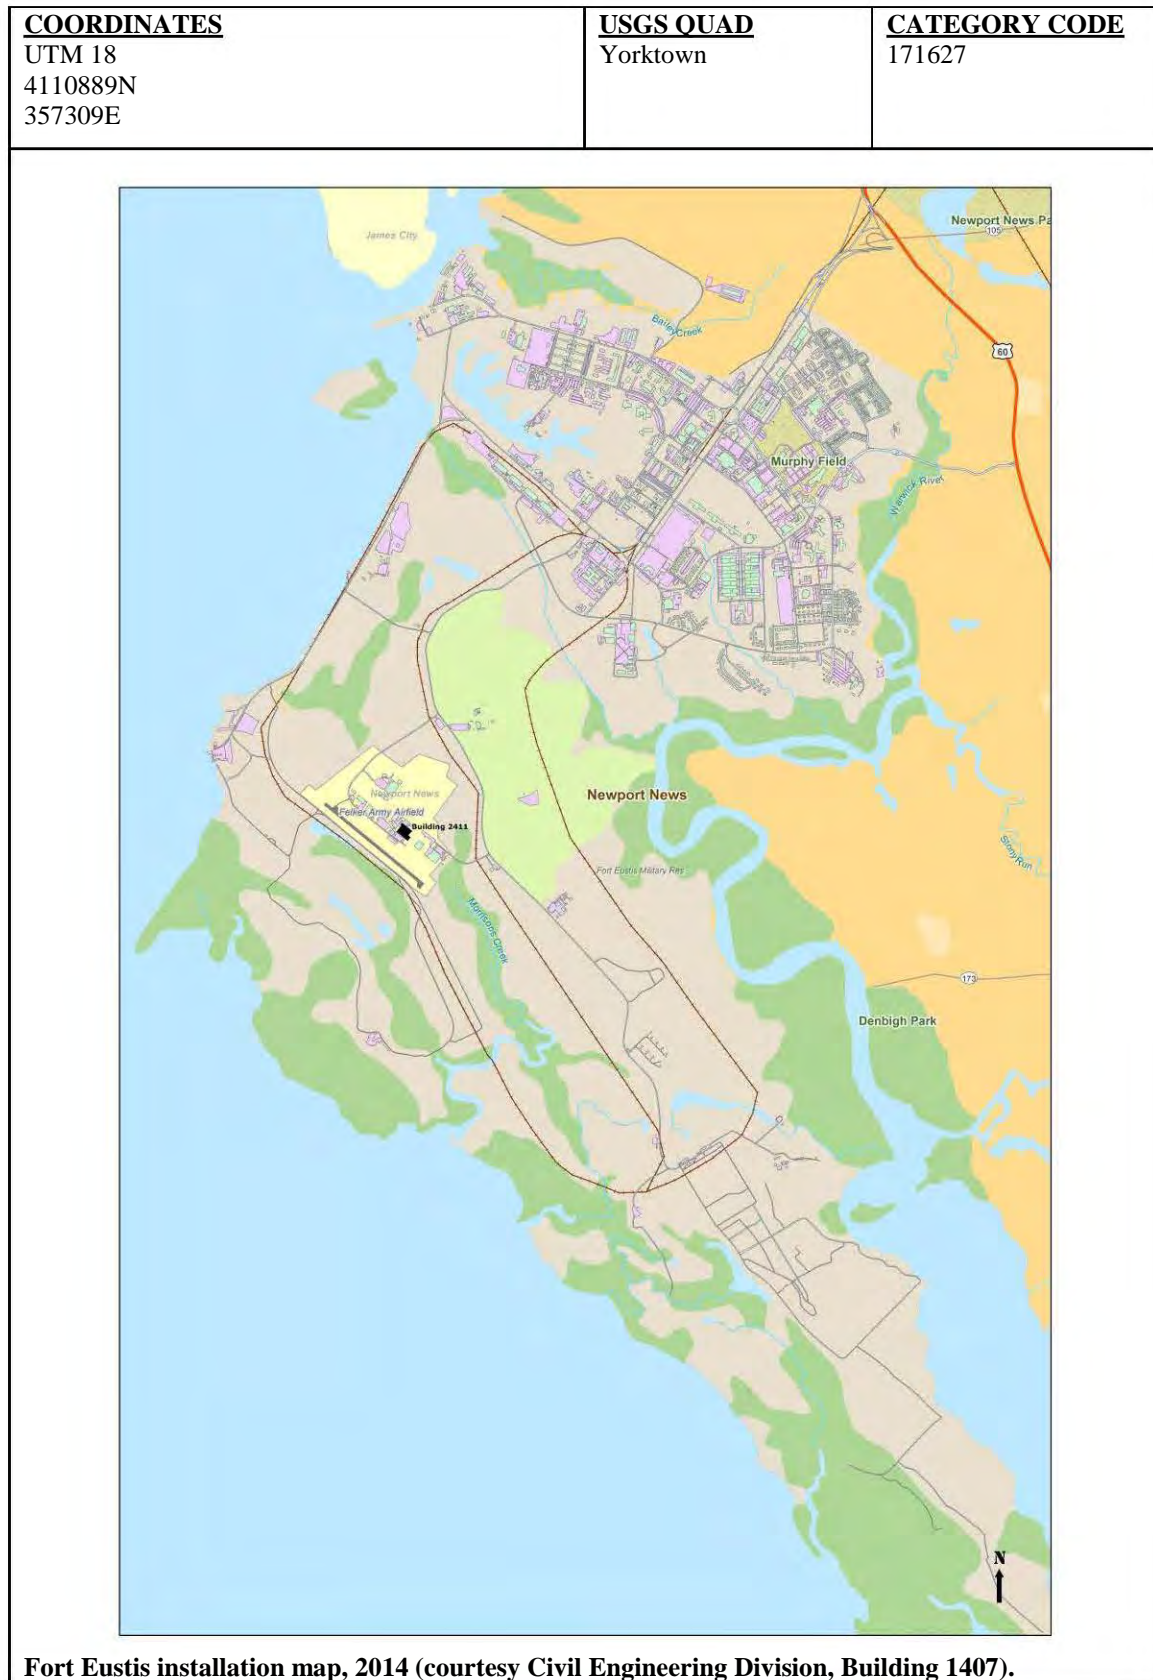 COORDINATES
UTM 18
4110889N
357309E
USGS QUAD
Yorktown
CATEGORY CODE
171627
James City
Newport News Pa
105
Bailey Creek
60
Murphy Field
Warwick River
Newport News
Felker Army Airfield
Building 2411
Newport News
Fort Eustis Military Res
Stony Run
Morrisons Creek
173
Denbigh Park
N
Fort Eustis installation map, 2014 (courtesy Civil Engineering Division, Building 1407).